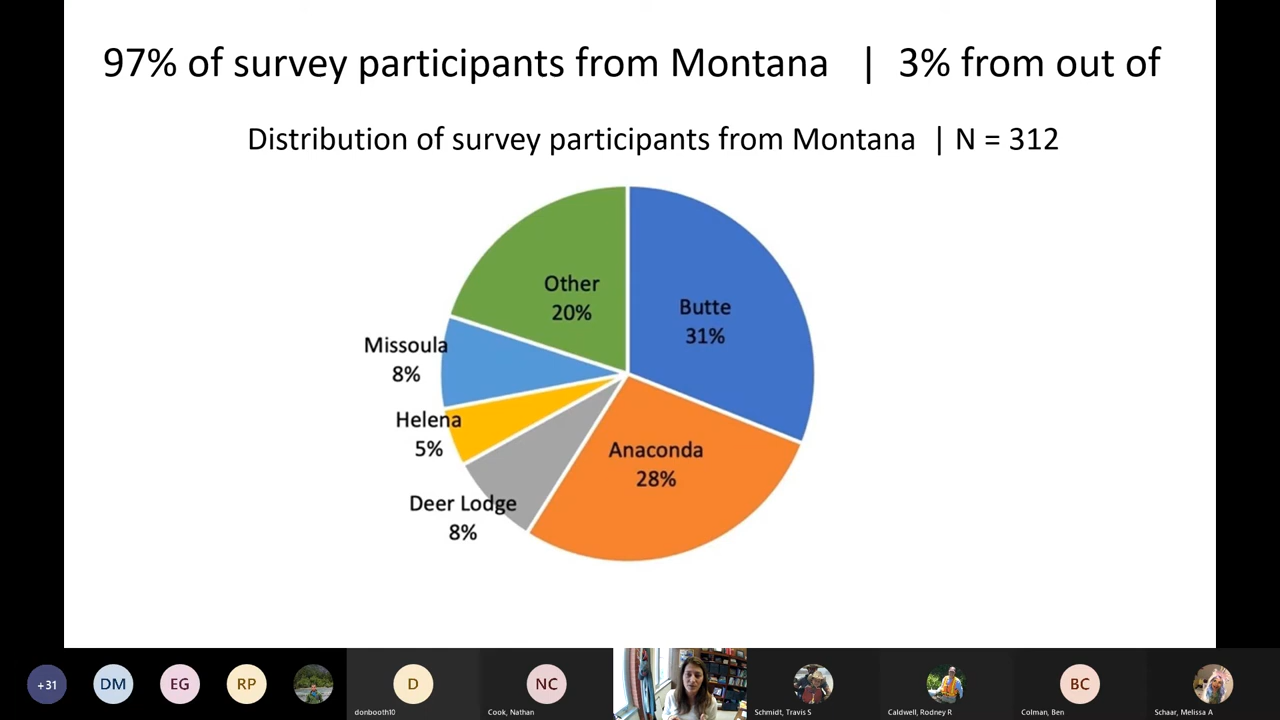 97% of survey participants from Montana | 3% from out of
Distribution of survey participants from Montana | N = 312
Other
20%
Butte
31%
Missoula
8%
Helena
5%
Anaconda
28%
Deer Lodge
8%
+31
DM
EG
RP
D
donbooth10
NC
Cook, Nathan
Schmidt, Travis S
Caldwell, Rodney R
BC
Colman, Ben
Schaar, Melissa A